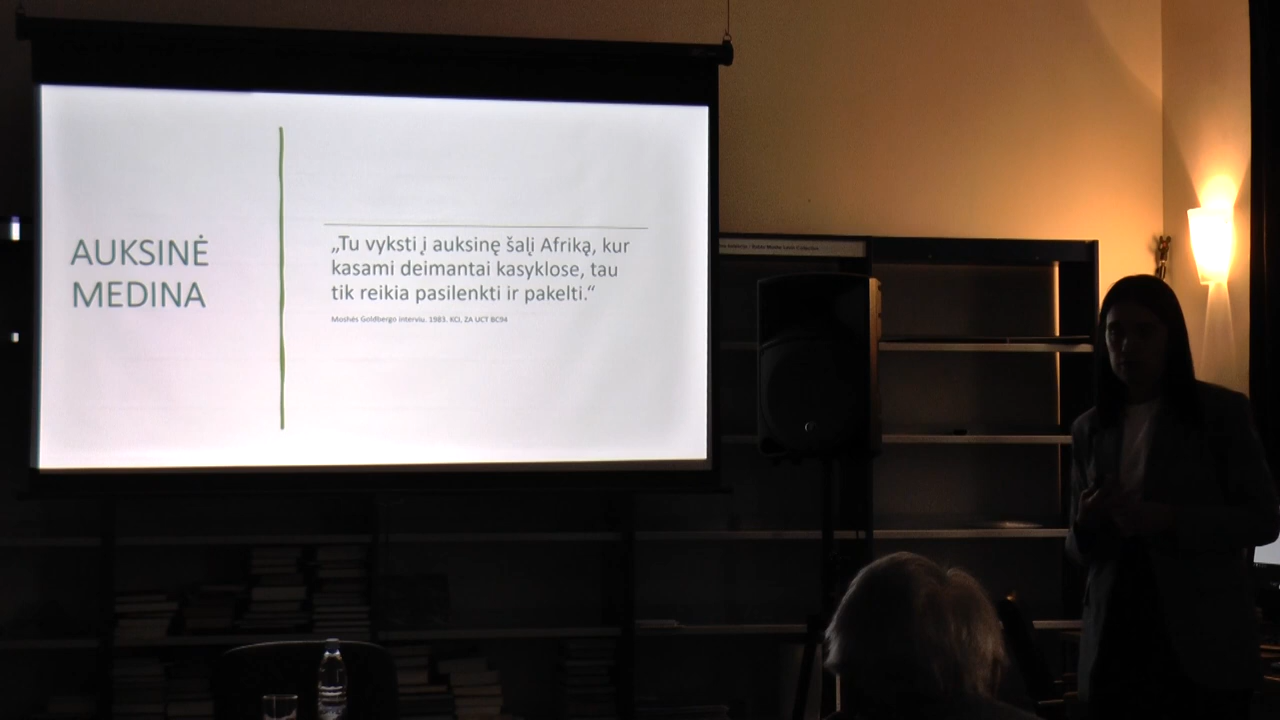 AUKSINĖ
MEDINA
„Tu vyksti į auksinę šalį Afriką, kur
kasami deimantai kasyklose, tau
tik reikia pasilenkti ir pakelti.“
Moshės Goldbergo interviu. 1983. KCI, ZA UCT BC94